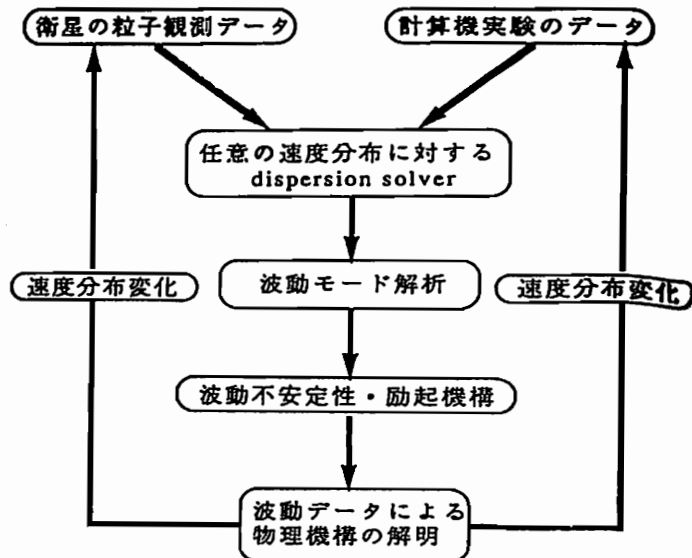 衛星の粒子観測データ
計算機実験のデータ
任意の速度分布に対する
dispersion solver
速度分布変化
波動モード解析
速度分布変化
波動不安定性・励起機構
波動データによる
物理機構の解明